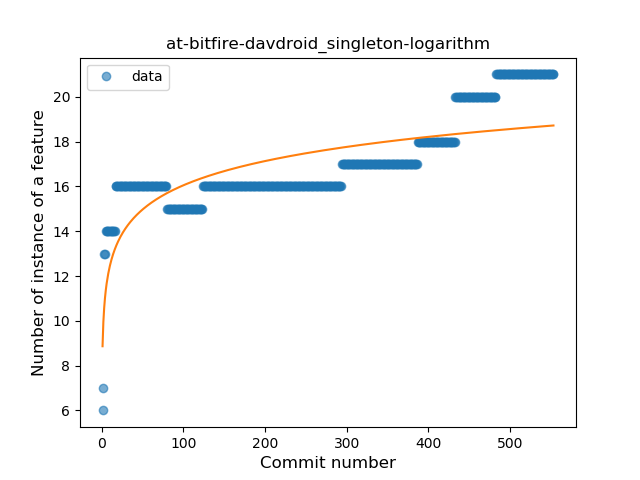 at-bitfire-davdroid_singleton-logarithm
data
Number of instance of a feature
20
18
16
14
12
10
8
6
0 100 200 300 400 500
Commit number